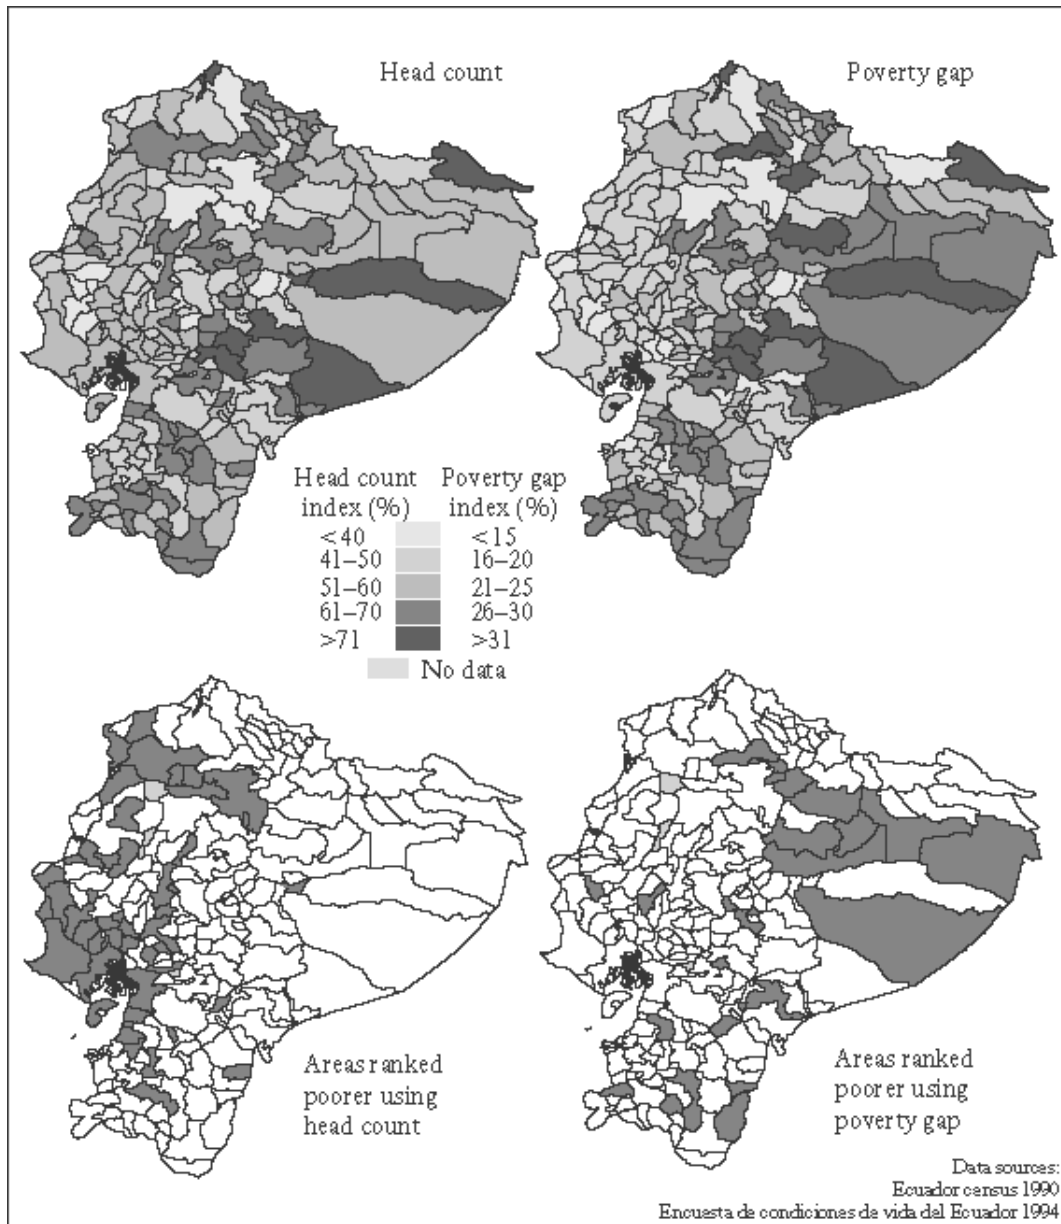 Head count
Poverty gap
Head count Poverty gap
index (%) index (%)
<40 <15
41–50 16–20
51–60 21–25
61–70 26–30
>71 >31
No data
Areas ranked
poorer using
head count
Areas ranked
poorer using
poverty gap
Data sources:
Ecuador census 1990
Encuesta de condiciones de vida del Ecuador 1994